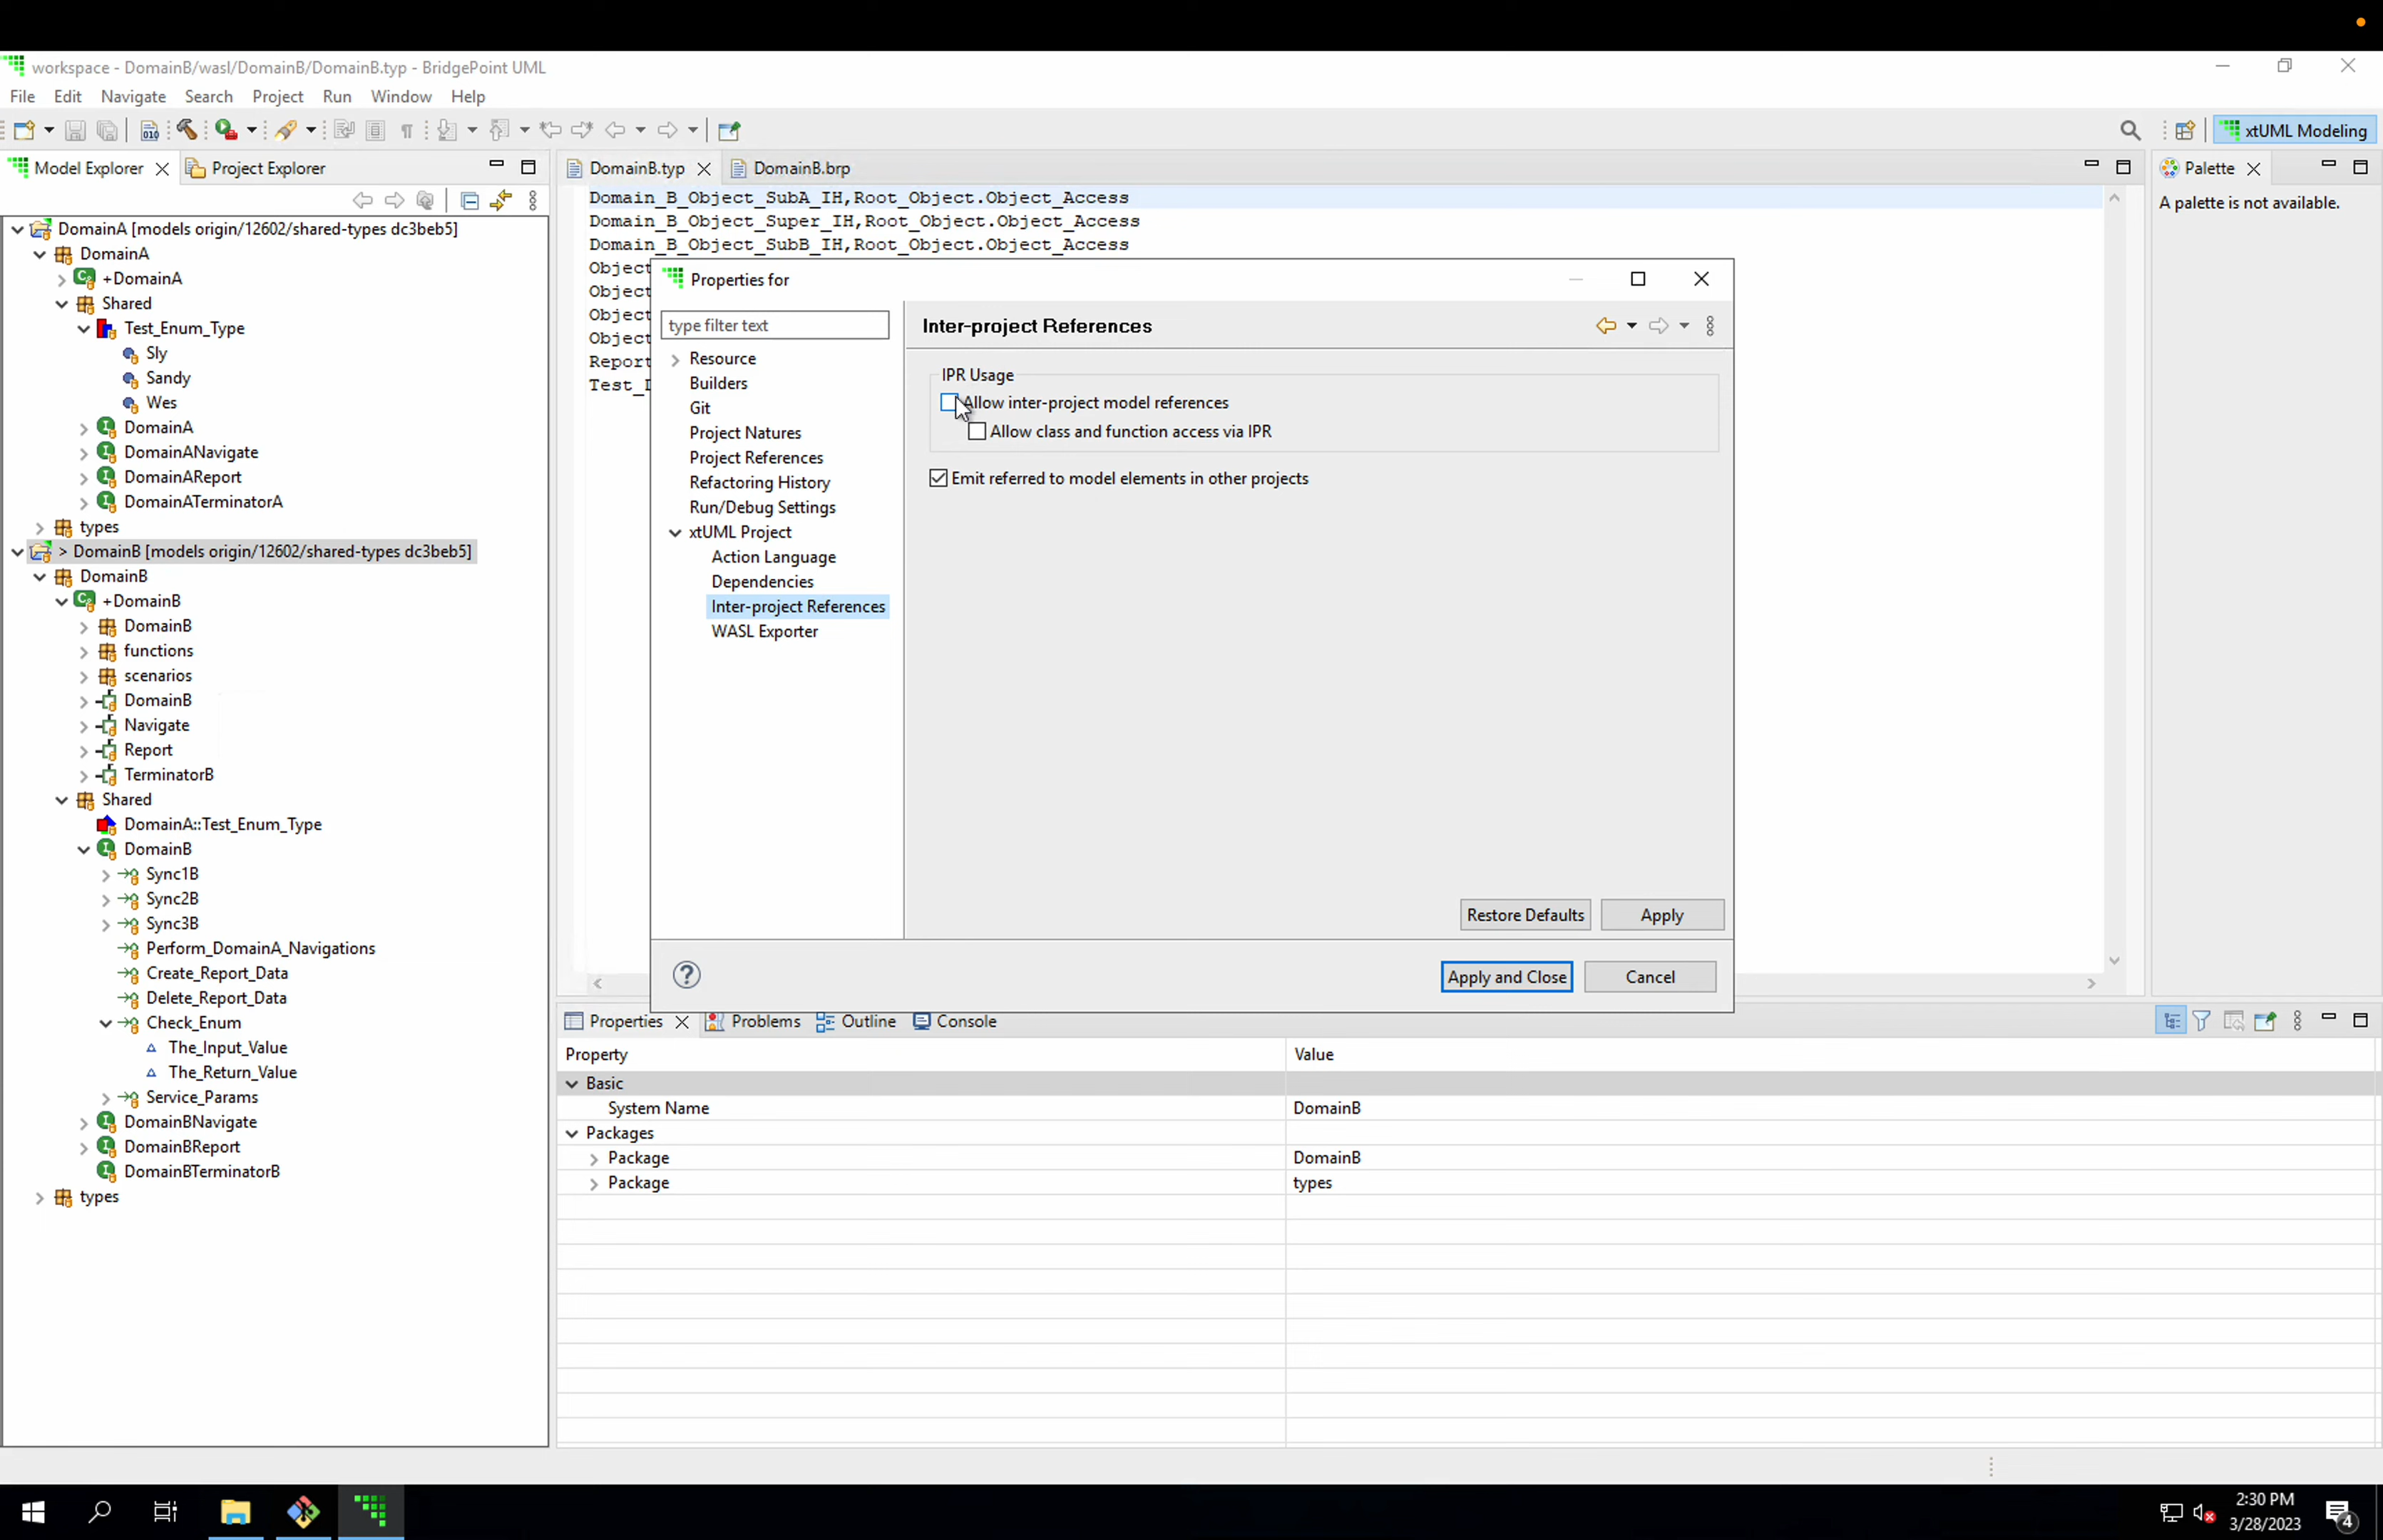 workspace - DomainB/wasl/DomainB/DomainB.typ - BridgePoint UML
File Edit Navigate Search Project Run Window Help
xtUML Modeling
Model Explorer
Project Explorer
DomainA [models origin/12602/shared-types dc3beb5]
DomainA
+DomainA
Shared
Test_Enum_Type
Sly
Sandy
Wes
DomainA
DomainANavigate
DomainAReport
DomainATerminatorA
types
> DomainB [models origin/12602/shared-types dc3beb5]
DomainB
+DomainB
DomainB
functions
scenarios
DomainB
Navigate
Report
TerminatorB
Shared
DomainA::Test_Enum_Type
DomainB
Sync1B
Sync2B
Sync3B
Perform_DomainA_Navigations
Create_Report_Data
Delete_Report_Data
Check_Enum
The_Input_Value
The_Return_Value
Service_Params
DomainBNavigate
DomainBReport
DomainBTerminatorB
types
DomainB.typ
DomainB.brp
Domain_B_Object_SubA_IH,Root_Object.Object_Access
Domain_B_Object_Super_IH,Root_Object.Object_Access
Domain_B_Object_SubB_IH,Root_Object.Object_Access
Object
Object
Object
Object
Report
Palette
A palette is not available.
Properties for
type filter text
Resource
Builders
Git
Project Natures
Project References
Refactoring History
Run/Debug Settings
xtUML Project
Action Language
Dependencies
Inter-project References
WASL Exporter
Inter-project References
IPR Usage
Allow inter-project model references
Allow class and function access via IPR
Emit referred to model elements in other projects
Restore Defaults
Apply
Apply and Close
Cancel
Properties
Problems
Outline
Console
Property Value
Basic
System Name DomainB
Packages
Package DomainB
Package types
2:30 PM
3/28/2023
4